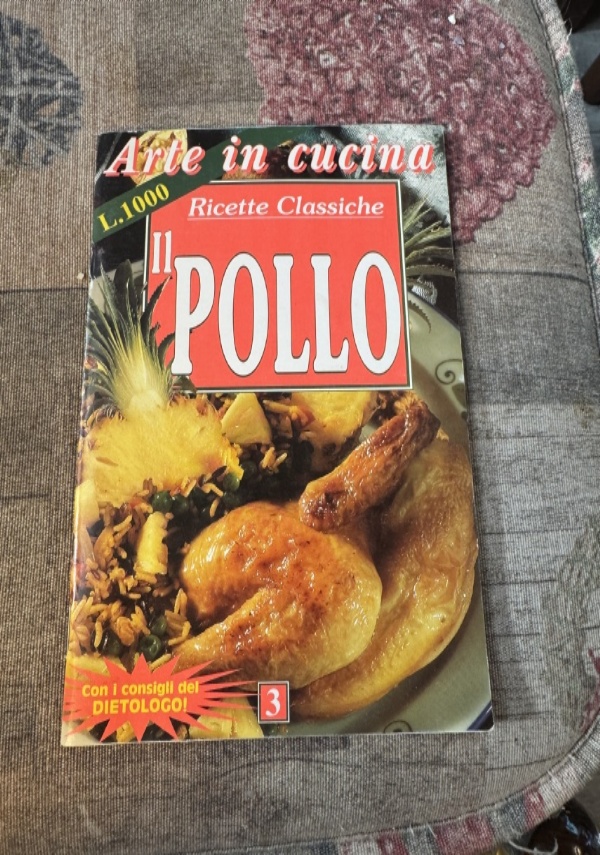 Arte in cucina
L.1000
Ricette Classiche
Il
POLLO
Con i consigli del
DIETOLOGO!
3